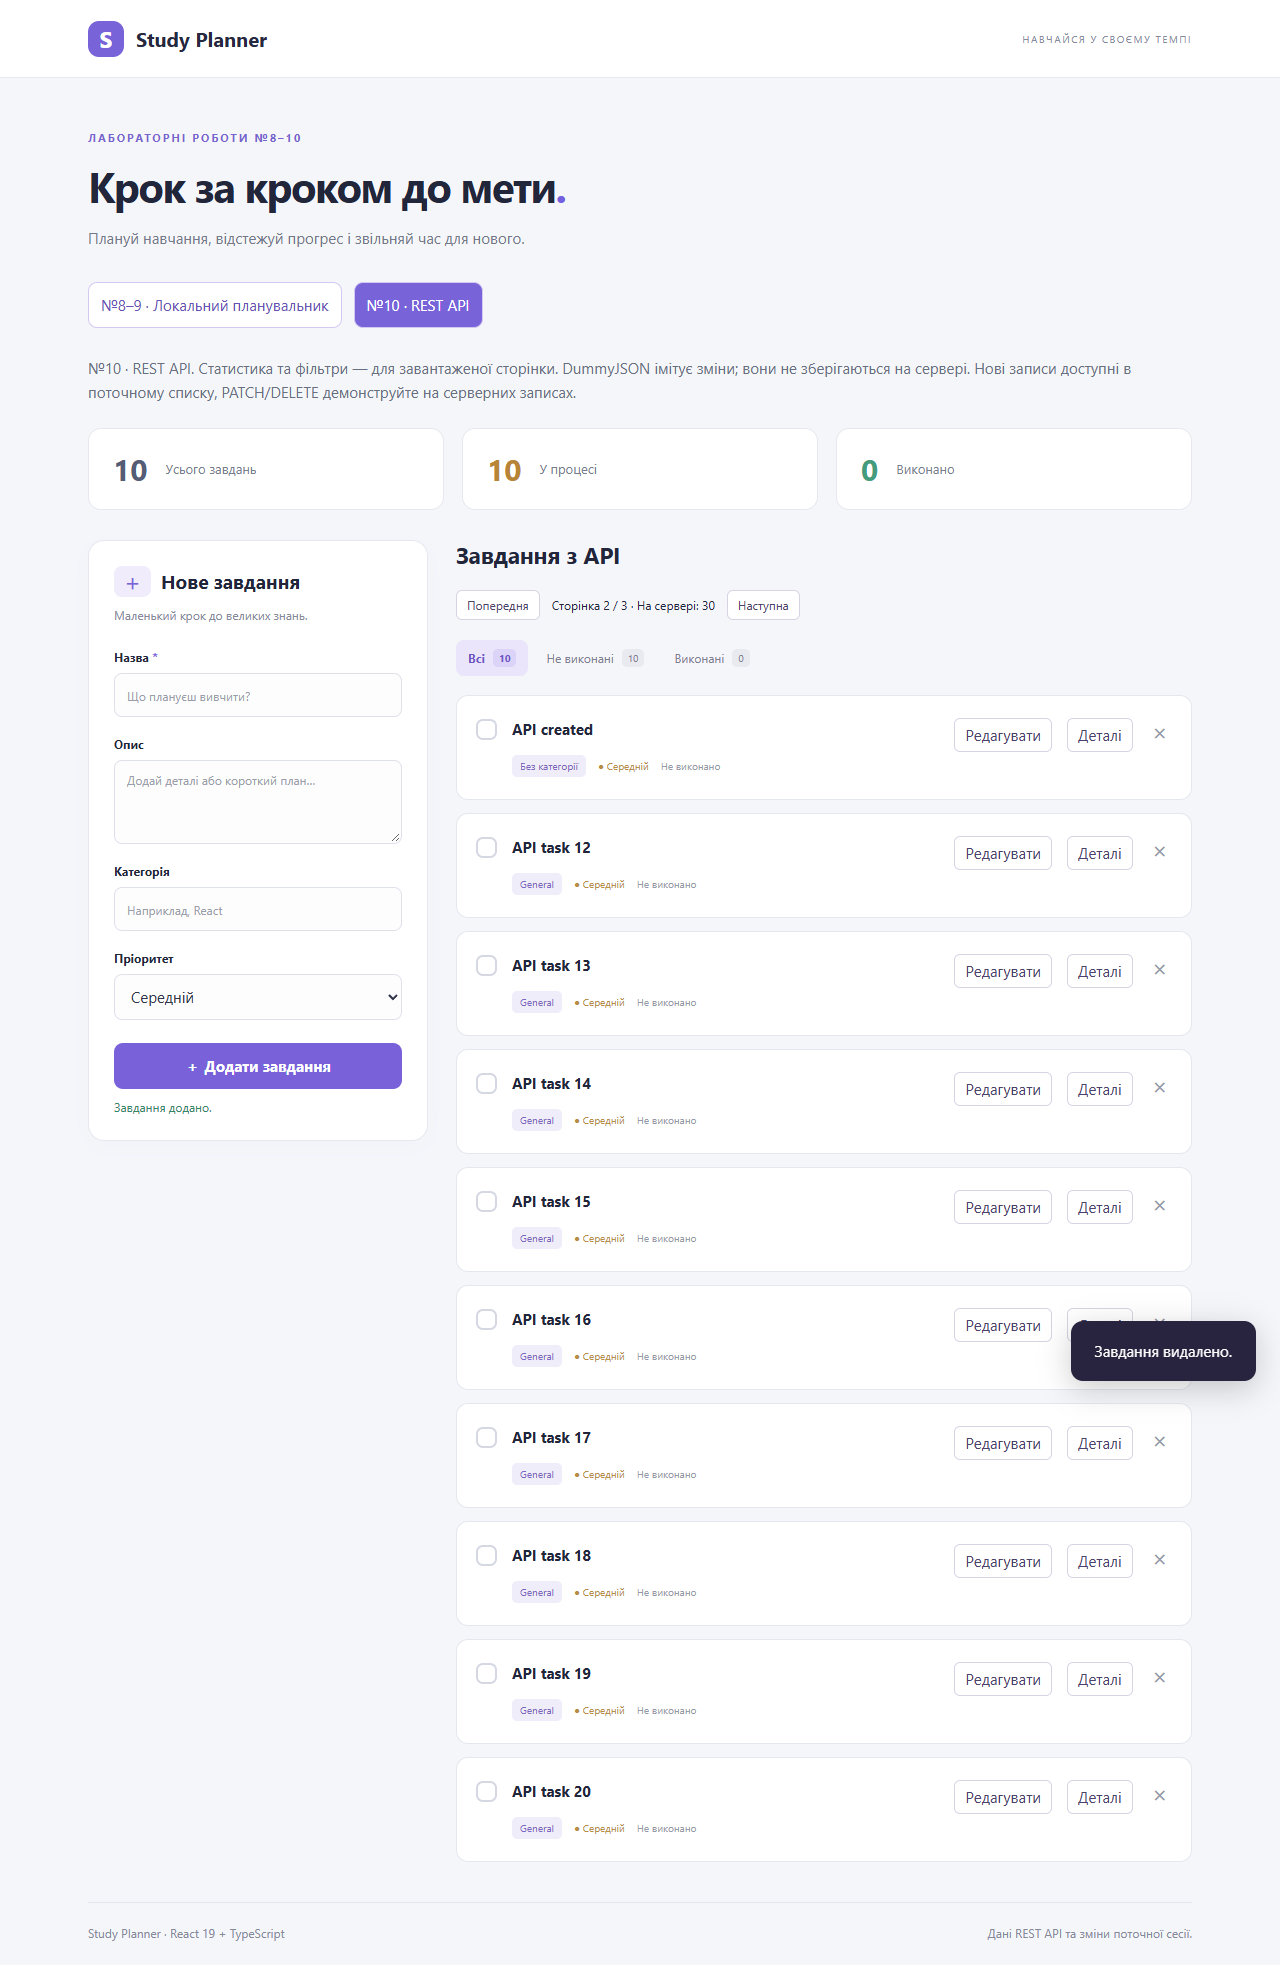 S Study Planner
НАВЧАЙСЯ У СВОЄМУ ТЕМПІ
ЛАБОРАТОРНІ РОБОТИ №8–10
Крок за кроком до мети.
Плануй навчання, відстежуй прогрес і звільняй час для нового.
№8–9 · Локальний планувальник
№10 · REST API
№10 · REST API. Статистика та фільтри — для завантаженої сторінки. DummyJSON імітує зміни; вони не зберігаються на сервері. Нові записи доступні в
поточному списку, PATCH/DELETE демонструйте на серверних записах.
10 Усього завдань
10 У процесі
0 Виконано
+ Нове завдання
Маленький крок до великих знань.
Назва *
Що плануєш вивчити?
Опис
Додай деталі або короткий план...
Категорія
Наприклад, React
Пріоритет
Середній
+ Додати завдання
Завдання додано.
Завдання з API
Попередня Сторінка 2 / 3 · На сервері: 30 Наступна
Всі 10 Не виконані 10 Виконані 0
API created Редагувати Деталі ×
Без категорії • Середній Не виконано
API task 12 Редагувати Деталі ×
General • Середній Не виконано
API task 13 Редагувати Деталі ×
General • Середній Не виконано
API task 14 Редагувати Деталі ×
General • Середній Не виконано
API task 15 Редагувати Деталі ×
General • Середній Не виконано
API task 16 Редагувати
General • Середній Не виконано
Завдання видалено.
API task 17 Редагувати Деталі ×
General • Середній Не виконано
API task 18 Редагувати Деталі ×
General • Середній Не виконано
API task 19 Редагувати Деталі ×
General • Середній Не виконано
API task 20 Редагувати Деталі ×
General • Середній Не виконано
Study Planner · React 19 + TypeScript
Дані REST API та зміни поточної сесії.